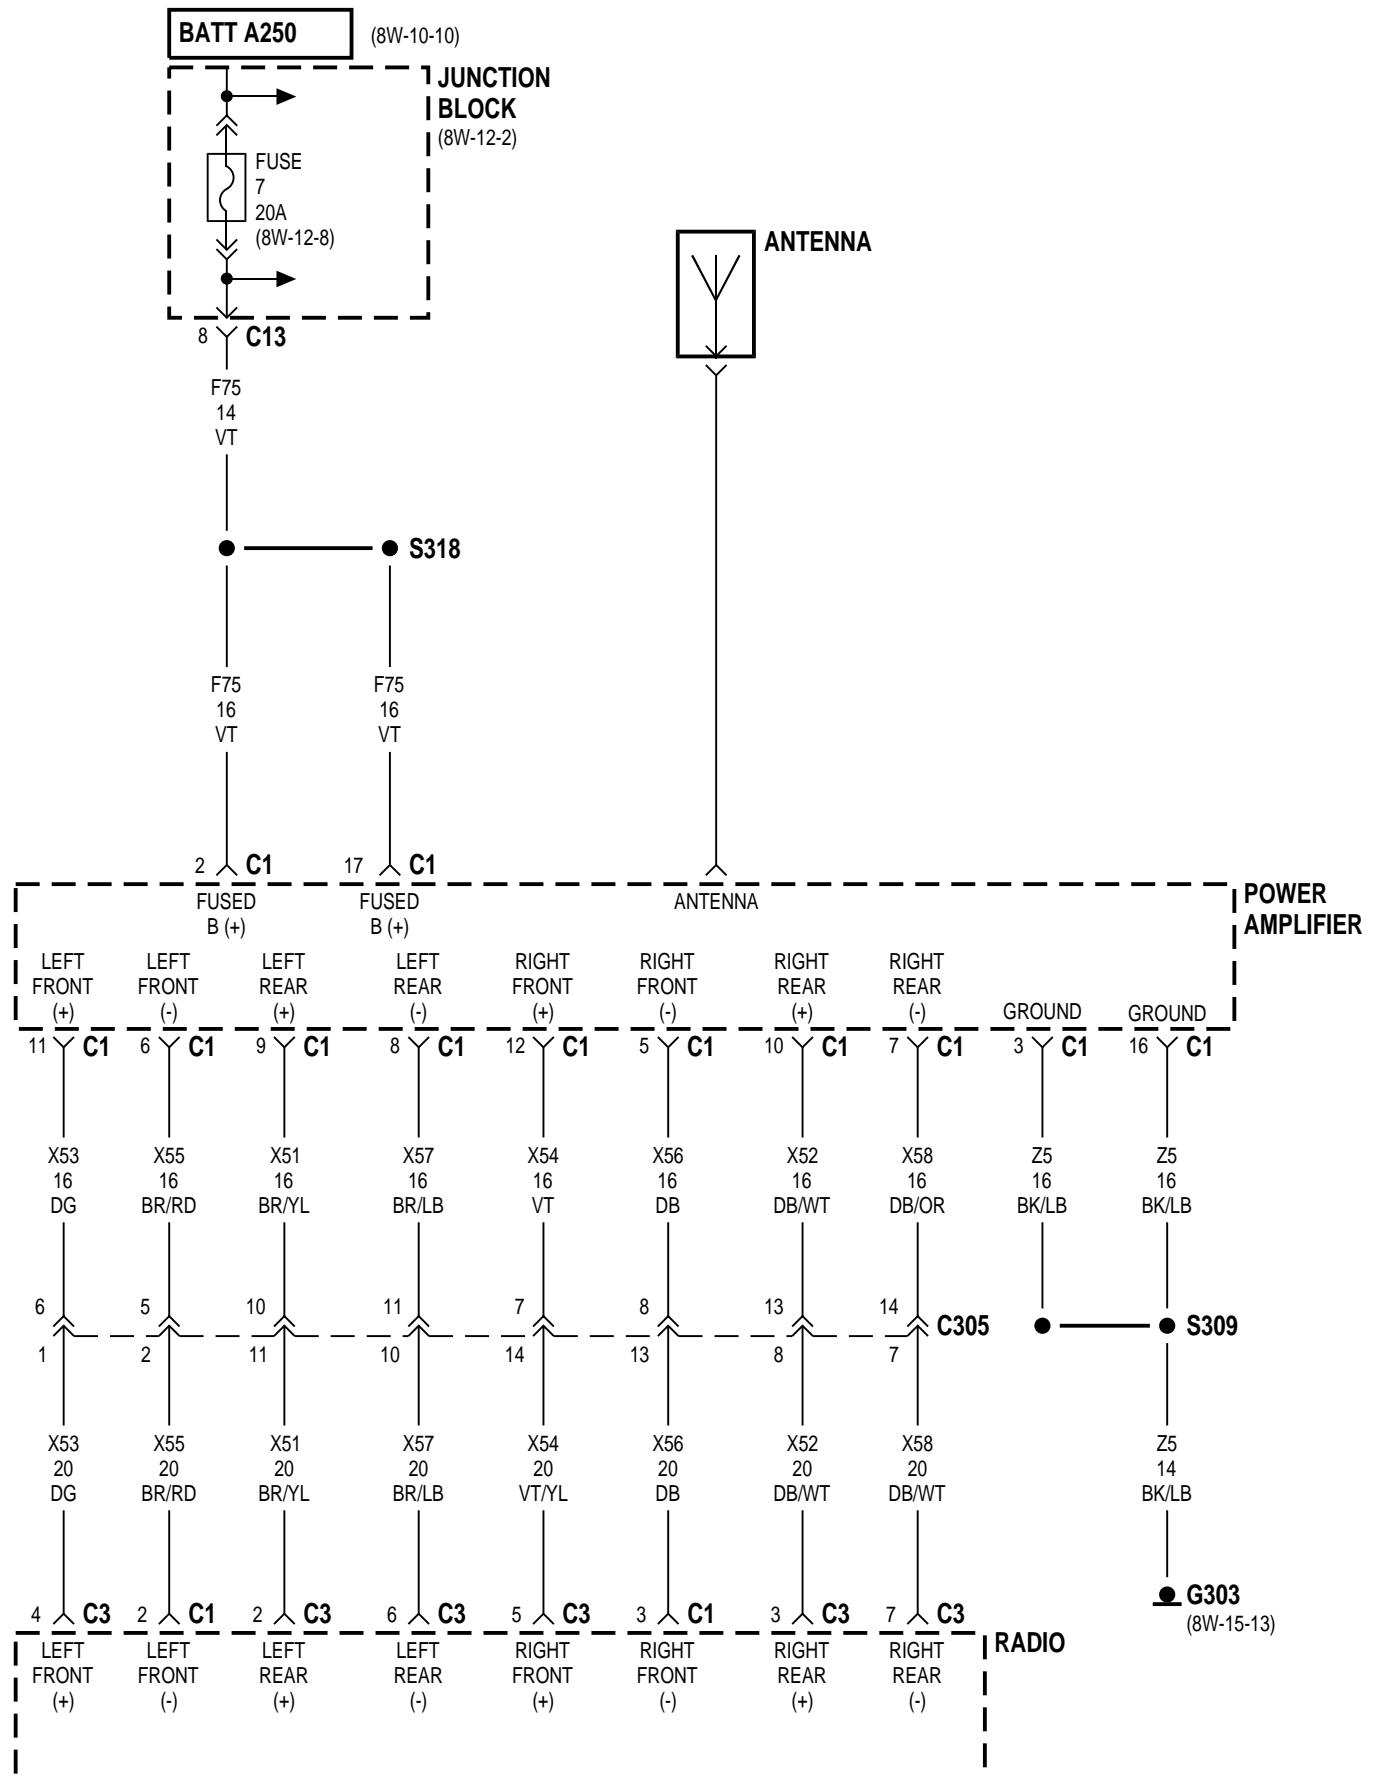 BATT A250 (8W-10-10)
JUNCTION
BLOCK
(8W-12-2)
FUSE
7
20A
(8W-12-8)
ANTENNA
8 C13
F75
14
VT
S318
F75 F75
16 16
VT VT
2 C1 17 C1
FUSED FUSED ANTENNA
B (+) B (+)
POWER
AMPLIFIER
LEFT LEFT LEFT LEFT RIGHT RIGHT RIGHT RIGHT
FRONT FRONT REAR REAR FRONT FRONT REAR REAR
(+) (-) (+) (-) (+) (-) (+) (-) GROUND GROUND
11 C1 6 C1 9 C1 8 C1 12 C1 5 C1 10 C1 7 C1 3 C1 16 C1
X53 X55 X51 X57 X54 X56 X52 X58 Z5 Z5
16 16 16 16 16 16 16 16 16 16
DG BR/RD BR/YL BR/LB VT DB DB/WT DB/OR BK/LB BK/LB
6 5 10 11 7 8 13 14
C305 S309
1 2 11 10 14 13 8 7
X53 X55 X51 X57 X54 X56 X52 X58 Z5
20 20 20 20 20 20 20 20 14
DG BR/RD BR/YL BR/LB VT/YL DB DB/WT DB/WT BK/LB
G303
(8W-15-13)
4 C3 2 C1 2 C3 6 C3 5 C3 3 C1 3 C3 7 C3
RADIO
LEFT LEFT LEFT LEFT RIGHT RIGHT RIGHT RIGHT
FRONT FRONT REAR REAR FRONT FRONT REAR REAR
(+) (-) (+) (-) (+) (-) (+) (-)